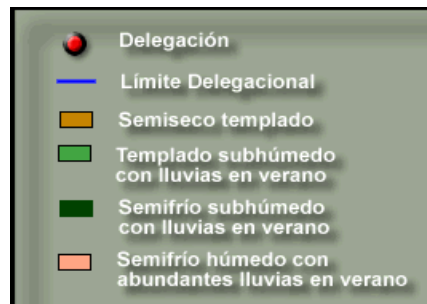 Delegación
Límite Delegacional
Semiseco templado
Templado subhúmedo
con lluvias en verano
Semifrío subhúmedo
con lluvias en verano
Semifrío húmedo con
abundantes lluvias en verano